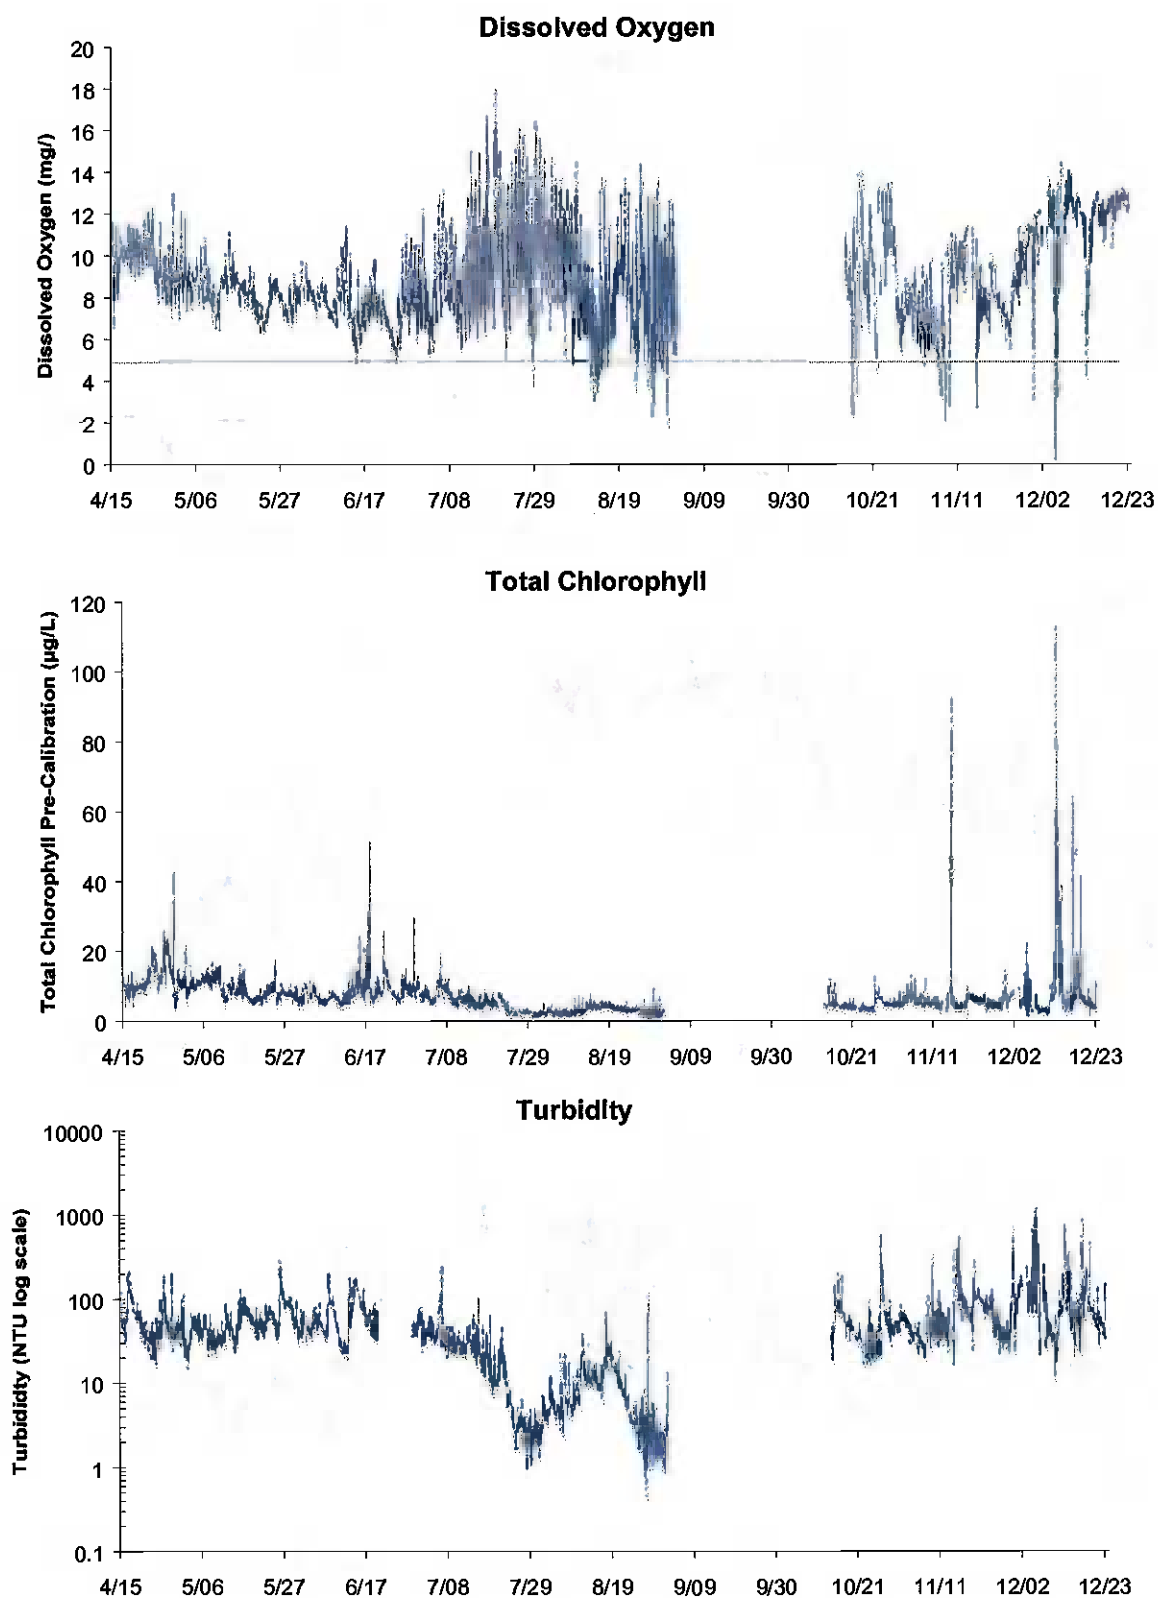 Dissolved Oxygen
Dissolved Oxygen (mg/)
20
18
16
14
12
10
8
6
4
2
0
4/15 5/06 5/27 6/17 7/08 7/29 8/19 9/09 9/30 10/21 11/11 12/02 12/23
Total Chlorophyll
Total Chlorophyll Pre-Calibration (µg/L)
120
100
80
60
40
20
0
4/15 5/06 5/27 6/17 7/08 7/29 8/19 9/09 9/30 10/21 11/11 12/02 12/23
Turbidity
Turbididity (NTU log scale)
10000
1000
100
10
1
0.1
4/15 5/06 5/27 6/17 7/08 7/29 8/19 9/09 9/30 10/21 11/11 12/02 12/23